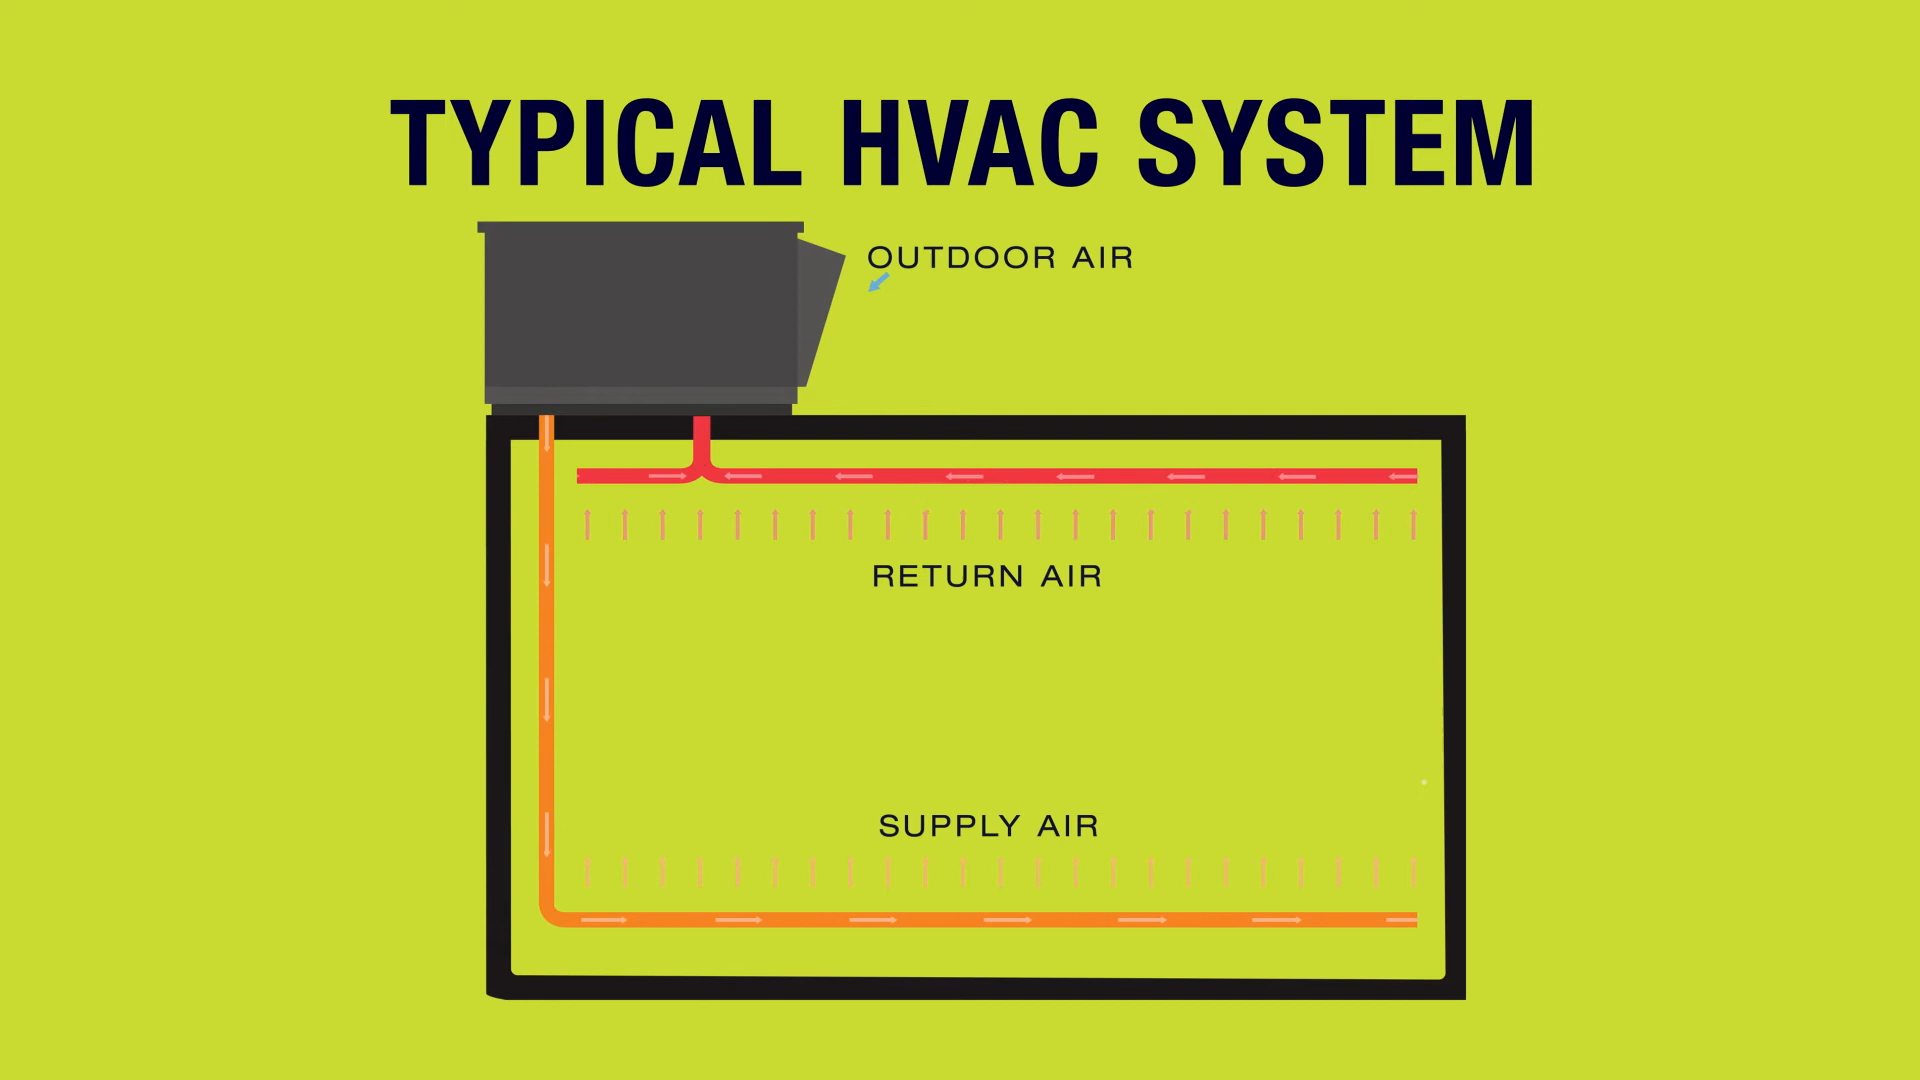 TYPICAL HVAC SYSTEM
OUTDOOR AIR
RETURN AIR
SUPPLY AIR